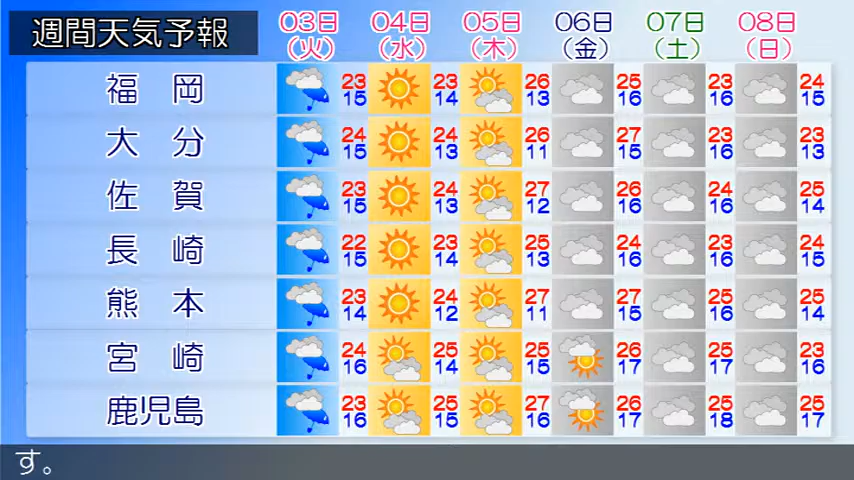 週間天気予報 03日 04日 05日 06日 07日 08日
(火) (水) (木) (金) (土) (日)
福岡 23 23 26 25 23 24
15 14 13 16 16 15
大分 24 24 26 27 23 23
15 13 11 15 16 13
佐賀 23 24 27 26 24 25
15 13 12 16 16 14
長崎 22 23 25 24 23 24
15 14 13 16 16 15
熊本 23 24 27 27 25 25
14 12 11 15 16 14
宮崎 24 25 25 26 25 23
16 14 15 17 17 16
鹿児島 23 25 27 26 25 25
16 15 16 17 18 17
す。